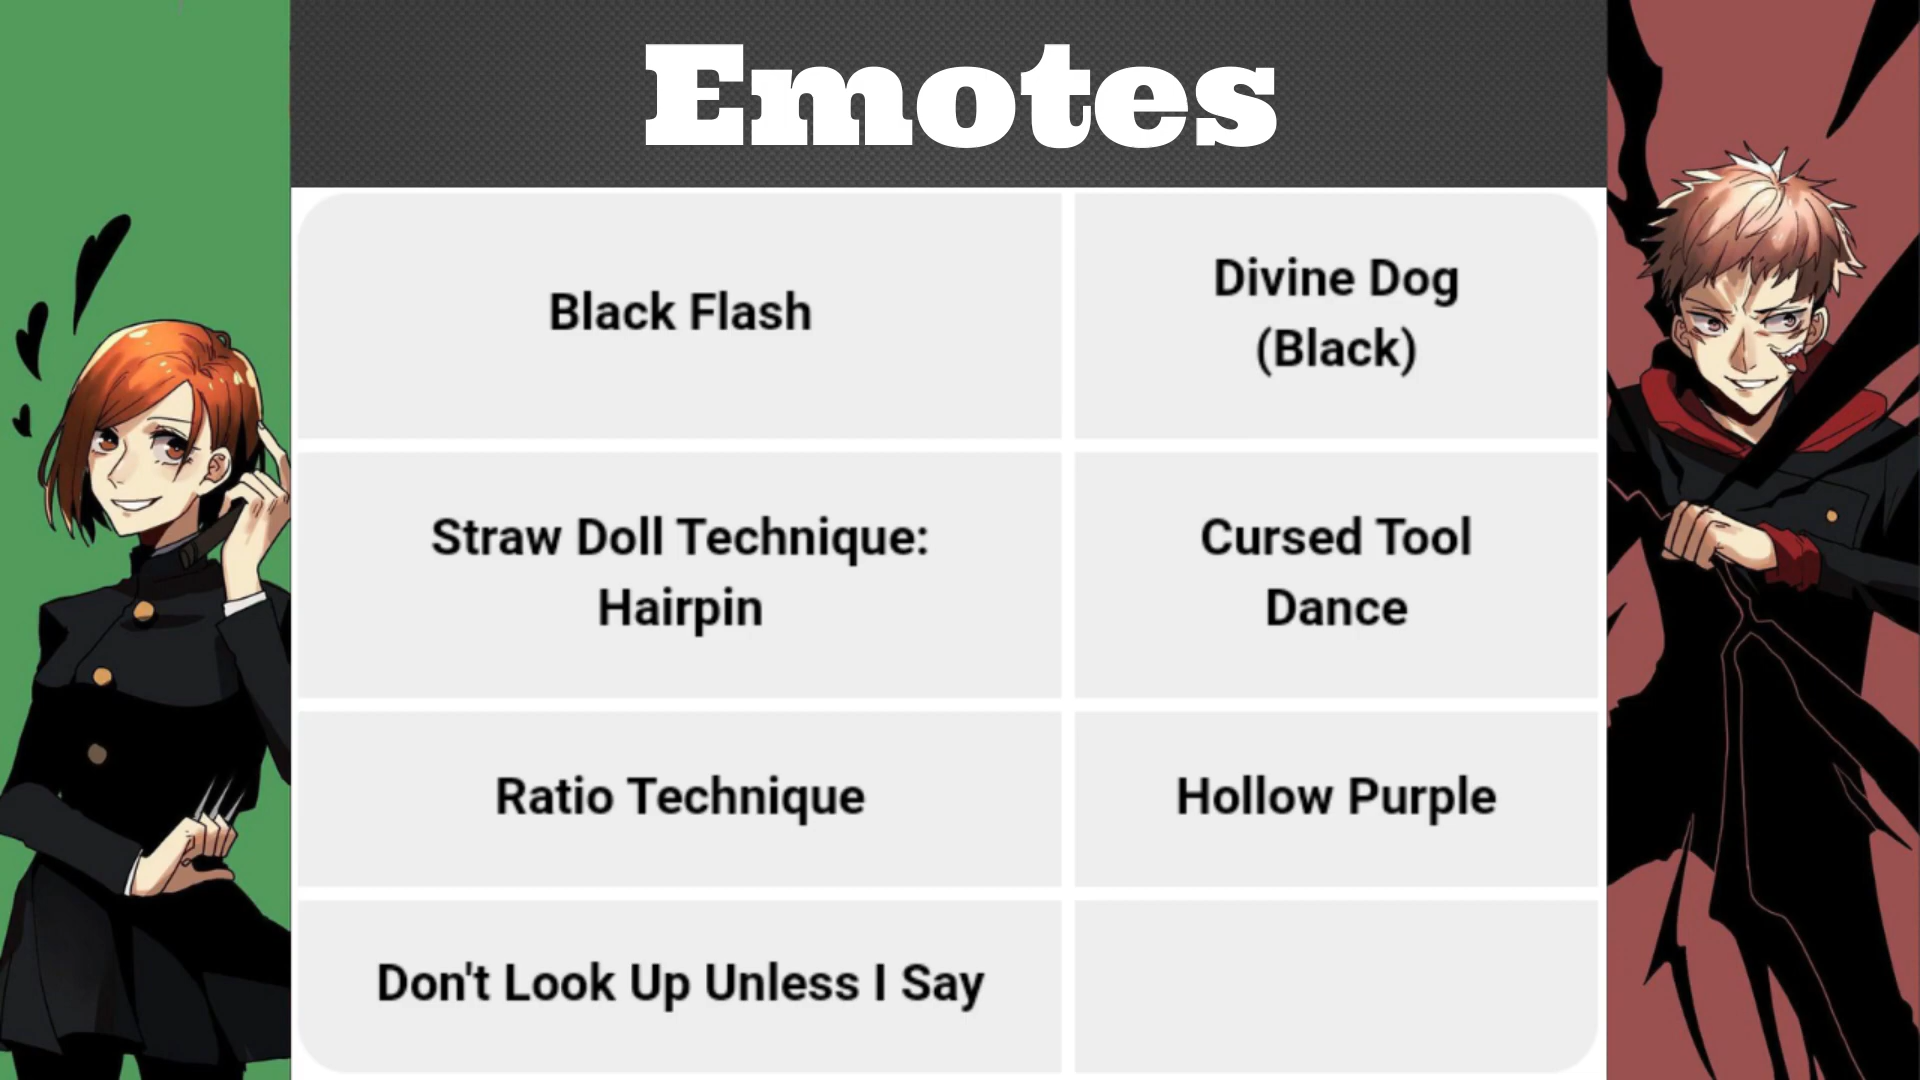 Emotes
Black Flash
Divine Dog
(Black)
Straw Doll Technique:
Hairpin
Cursed Tool
Dance
Ratio Technique
Hollow Purple
Don't Look Up Unless I Say